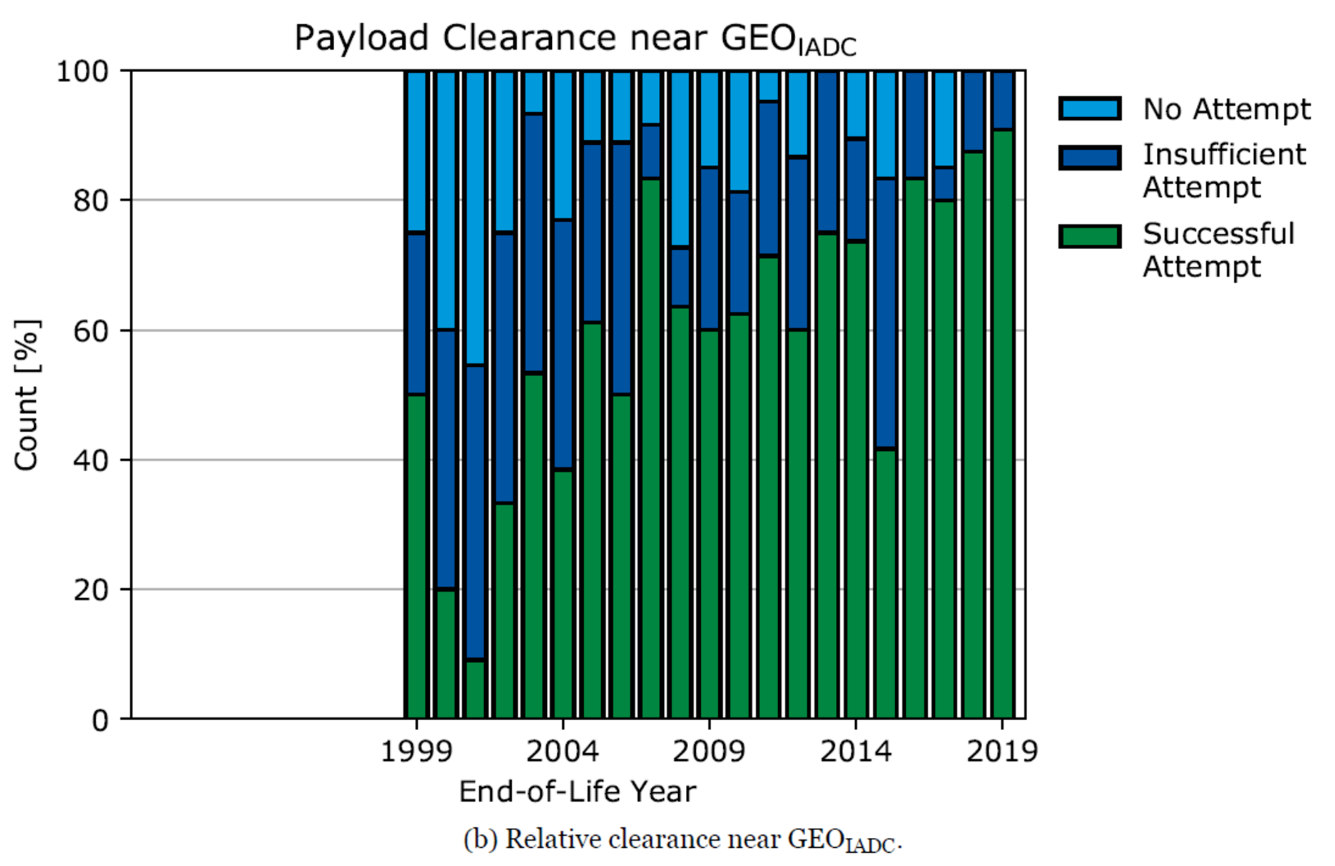 Payload Clearance near GEOIADC
100
80
60
40
20
0
Count [%]
1999 2004 2009 2014 2019
End-of-Life Year
No Attempt
Insufficient
Attempt
Successful
Attempt
(b) Relative clearance near GEOIADC.